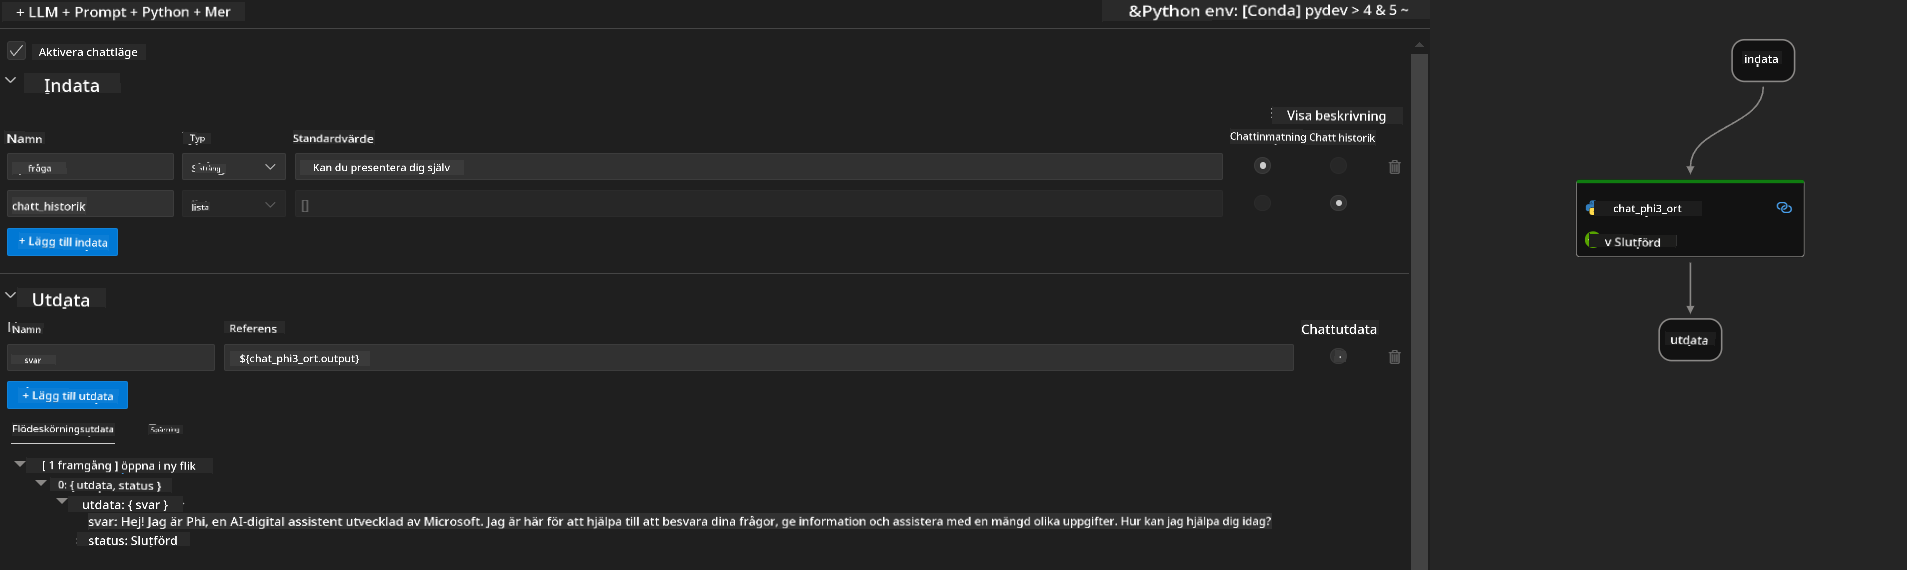 + LLM + Prompt + Python + Mer
&Python env: [Conda] pydev > 4 & 5 ~
Aktivera chattläge
Indata
Visa beskrivning
Namn Typ Standardvärde Chattinmatning Chatt historik
fråga Kan du presentera dig själv
chatt_historik lista []
+ Lägg till indata
Utdata
Namn Referens Chattutdata
svar ${chat_phi3_ort.output}
+ Lägg till utdata
Flödeskörningsutdata Spårning
[ 1 framgång ] öppna i ny flik
0: { utdata, status }
utdata: { svar }
svar: Hej! Jag är Phi, en AI-digital assistent utvecklad av Microsoft. Jag är här för att hjälpa till att besvara dina frågor, ge information och assistera med en mängd olika uppgifter. Hur kan jag hjälpa dig idag?
status: Slutförd
indata
chat_phi3_ort
v Slutförd
utdata